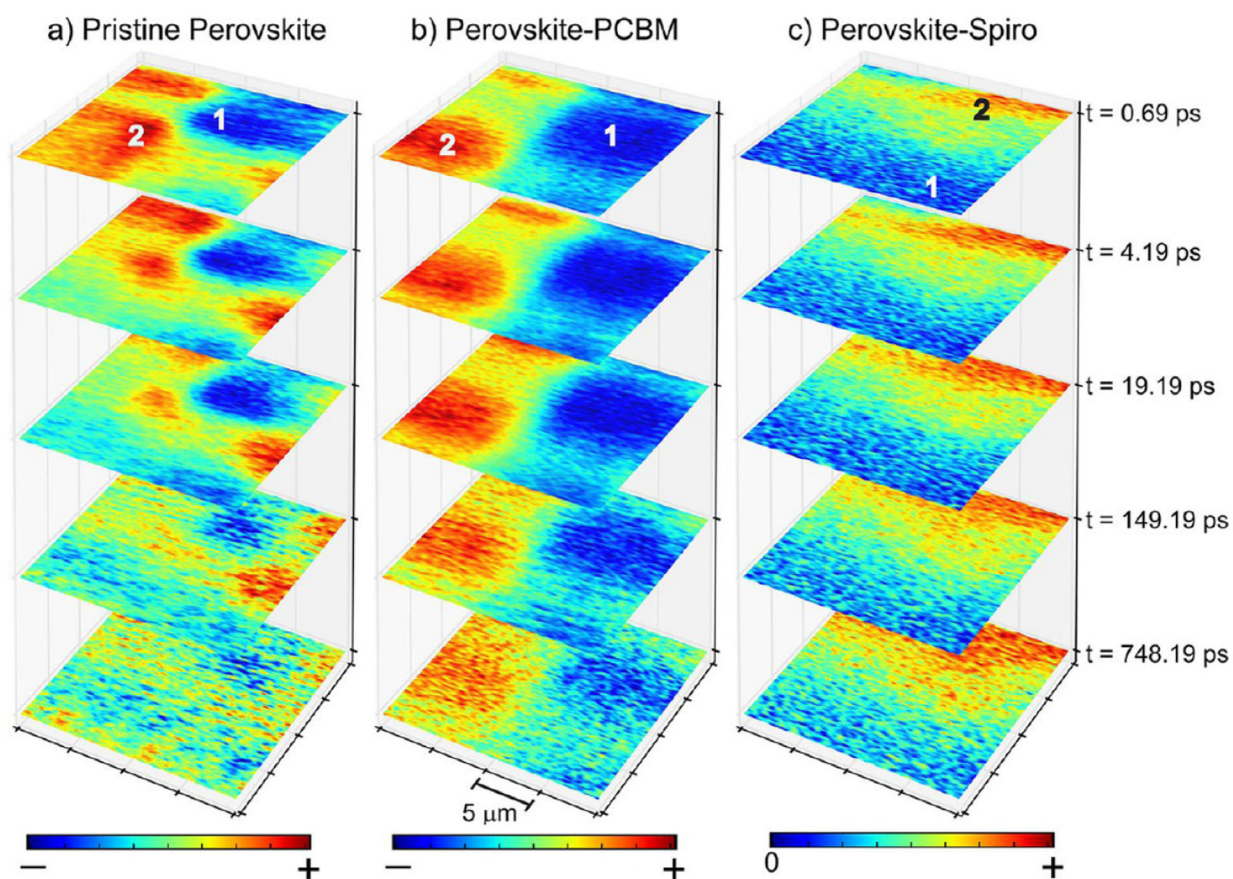 a) Pristine Perovskite
b) Perovskite-PCBM
c) Perovskite-Spiro
1
2
1
2
2
1
t = 0.69 ps
t = 4.19 ps
t = 19.19 ps
t = 149.19 ps
t = 748.19 ps
5 μm
− +
− +
0 +